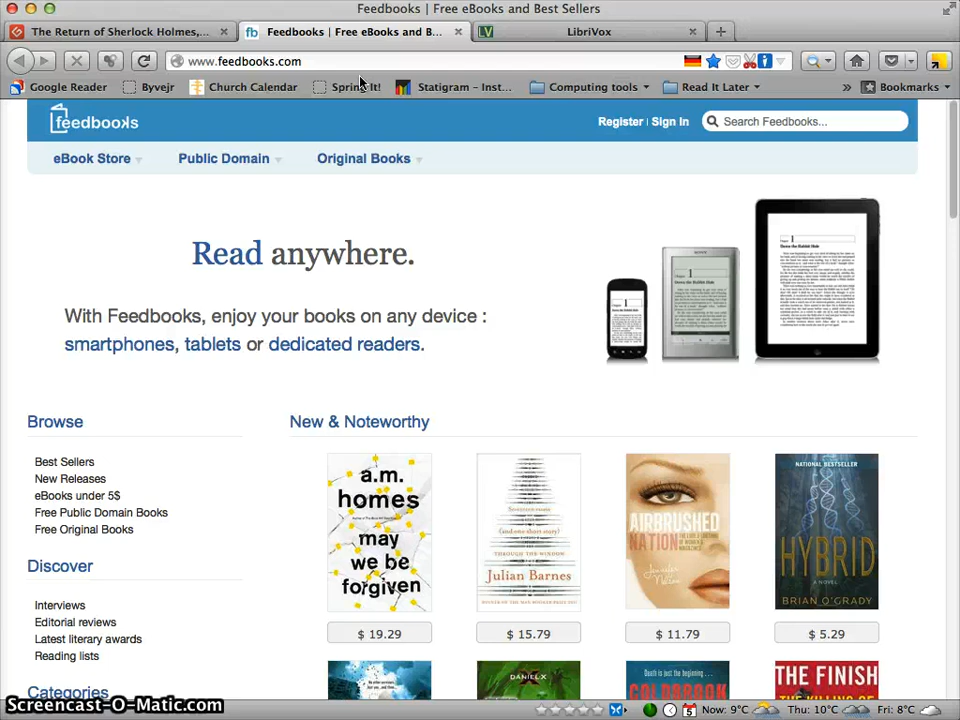 Feedbooks | Free eBooks and Best Sellers
The Return of Sherlock Holmes,...
Feedbooks | Free eBooks and B...
LibriVox
www.feedbooks.com
Google Reader
Byvejr
Church Calendar
Spring It!
Statigram – Inst...
Computing tools
Read It Later
Bookmarks
feedbooks
Register | Sign In
Search Feedbooks...
eBook Store
Public Domain
Original Books
Read anywhere.
With Feedbooks, enjoy your books on any device :
smartphones, tablets or dedicated readers.
Browse
Best Sellers
New Releases
eBooks under 5$
Free Public Domain Books
Free Original Books
Discover
Interviews
Editorial reviews
Latest literary awards
Reading lists
Categories
New & Noteworthy
a.m.
homes
may
we be
forgiven
$ 19.29
THROUGH THE WINDOW
Julian Barnes
$ 15.79
AIRBRUSHED
NATION
$ 11.79
NATIONAL BESTSELLER
HYBRID
A NOVEL
BRIAN O'GRADY
$ 5.29
DANIEL X
THE FINISH
Screencast-O-Matic.com
Now: 9°C
Thu: 10°C
Fri: 8°C